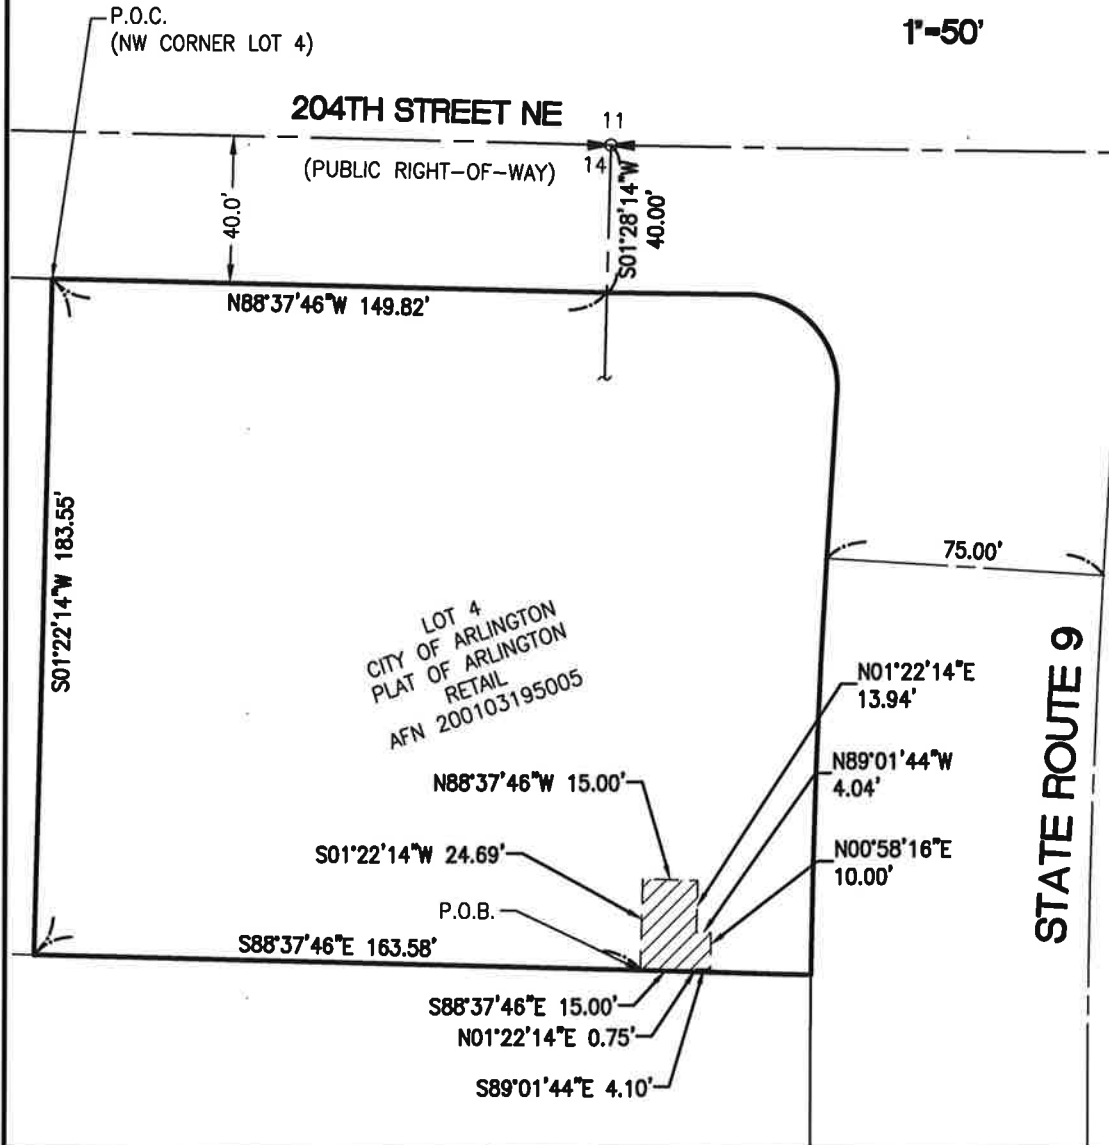 P.O.C.
(NW CORNER LOT 4)
1"=50'
204TH STREET NE
(PUBLIC RIGHT-OF-WAY)
11
14
40.0'
S01°28'14"W
40.00'
N88°37'46"W 149.82'
S01°22'14"W 183.55'
75.00'
LOT 4
CITY OF ARLINGTON
PLAT OF ARLINGTON
RETAIL
AFN 200103195005
STATE ROUTE 9
N01°22'14"E
13.94'
N88°37'46"W 15.00'
N89°01'44"W
4.04'
S01°22'14"W 24.69'
N00°58'16"E
10.00'
P.O.B.
S88°37'46"E 163.58'
S88°37'46"E 15.00'
N01°22'14"E 0.75'
S89°01'44"E 4.10'